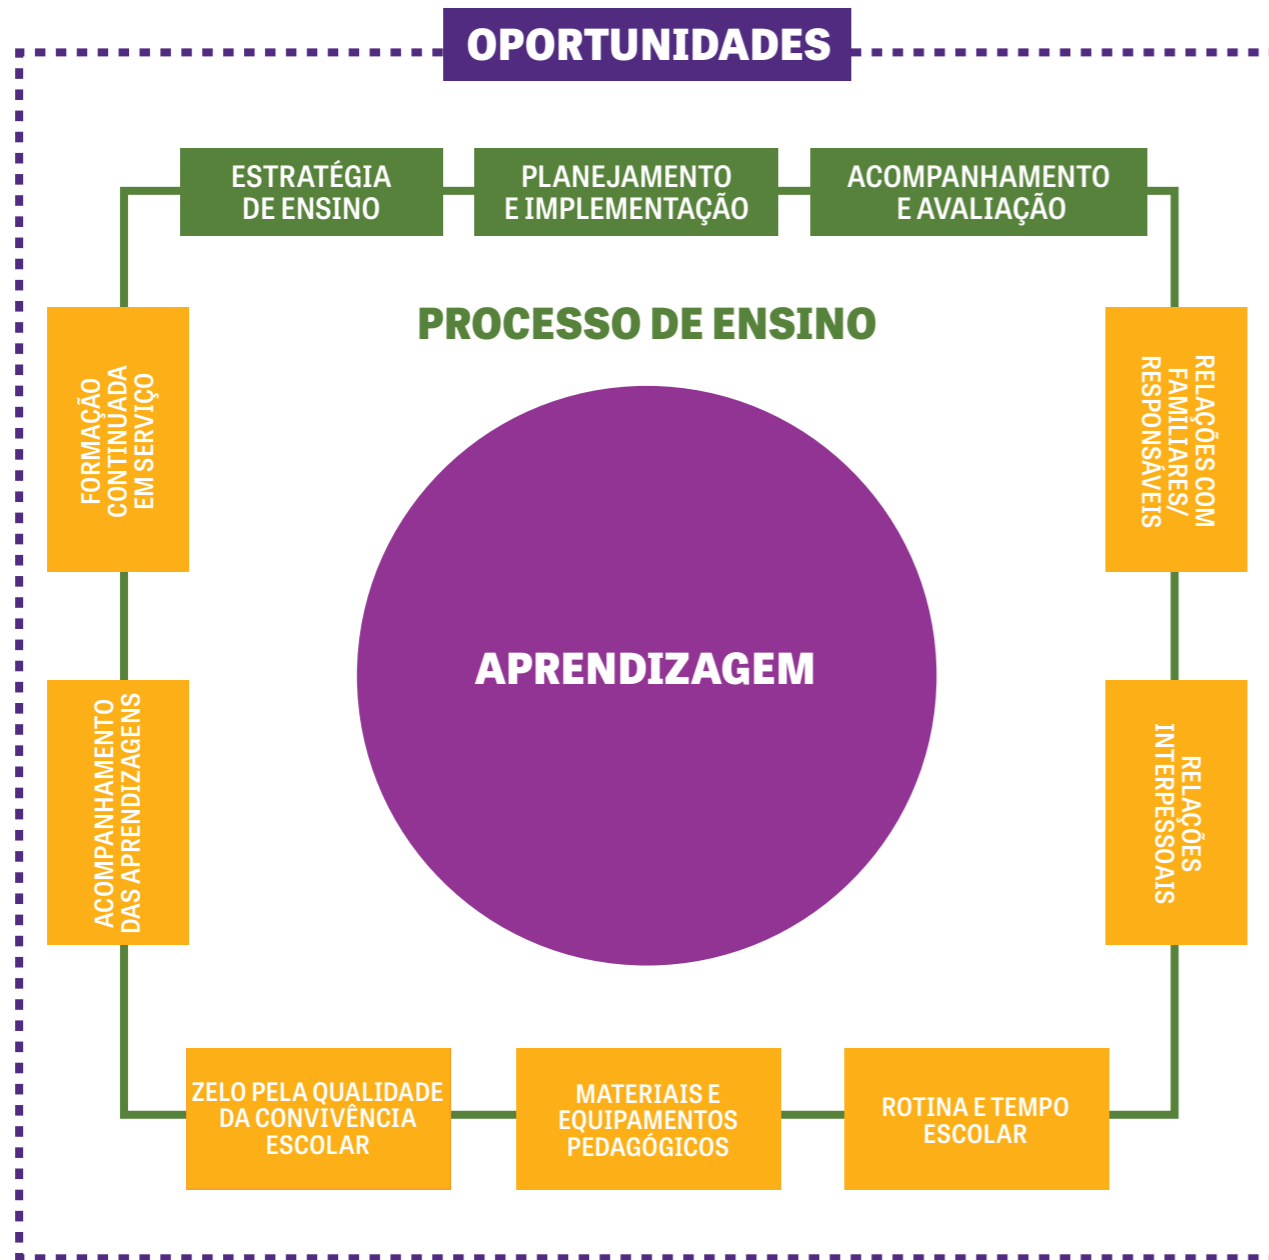 OPORTUNIDADES
ESTRATÉGIA
DE ENSINO
PLANEJAMENTO
E IMPLEMENTAÇÃO
ACOMPANHAMENTO
E AVALIAÇÃO
PROCESSO DE ENSINO
FORMAÇÃO
CONTINUADA
EM SERVIÇO
RELAÇÕES COM
FAMILIARES/
RESPONSÁVEIS
APRENDIZAGEM
ACOMPANHAMENTO
DAS APRENDIZAGENS
RELAÇÕES
INTERPESSOAIS
ZELO PELA QUALIDADE
DA CONVIVÊNCIA
ESCOLAR
MATERIAIS E
EQUIPAMENTOS
PEDAGÓGICOS
ROTINA E TEMPO
ESCOLAR